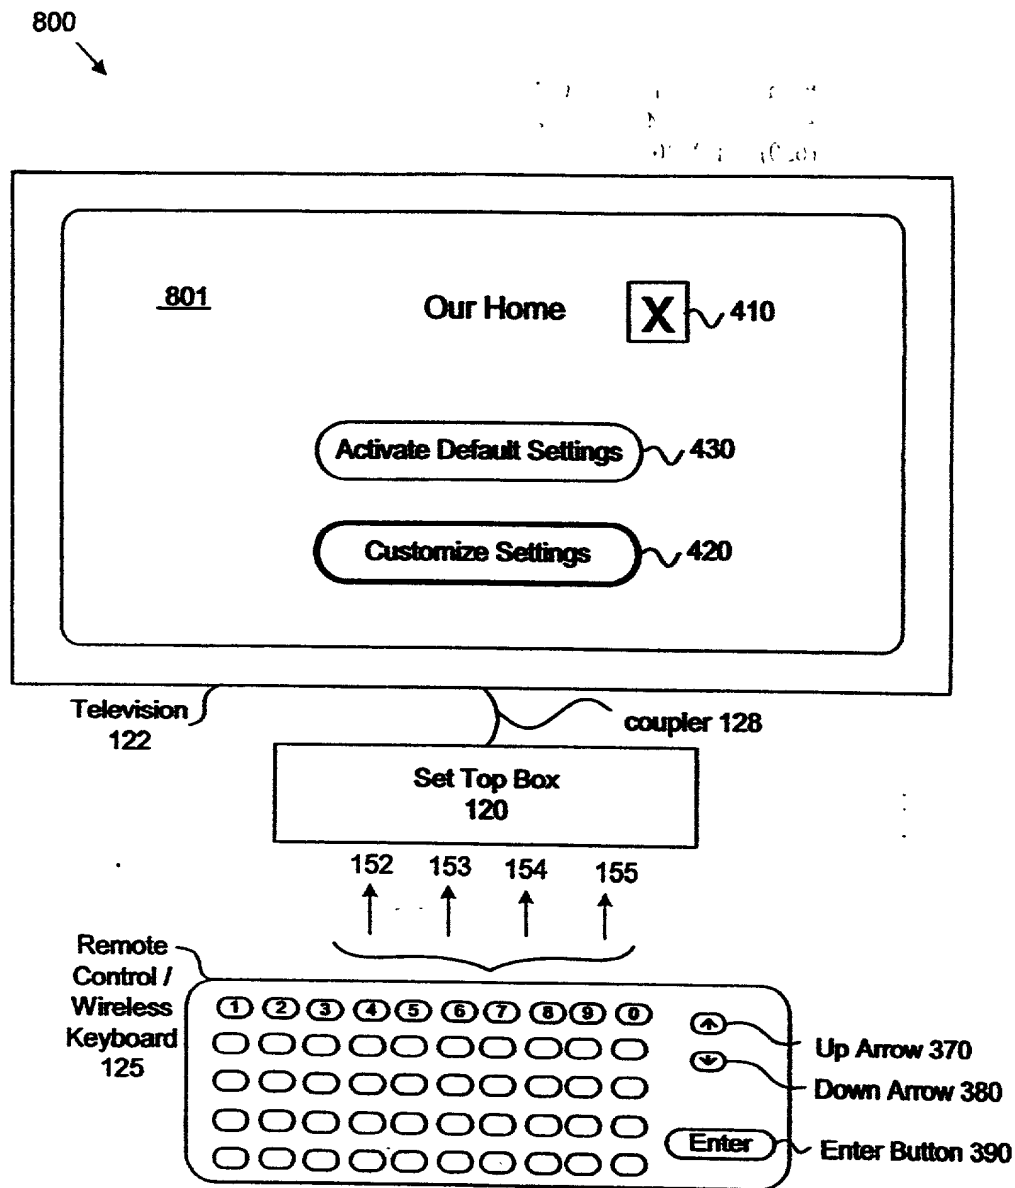 800
801
Our Home
X
410
Activate Default Settings
430
Customize Settings
420
Television
122
coupler 128
Set Top Box
120
152 153 154 155
Remote
Control /
Wireless
Keyboard
125
1 2 3 4 5 6 7 8 9 0
Up Arrow 370
Down Arrow 380
Enter
Enter Button 390